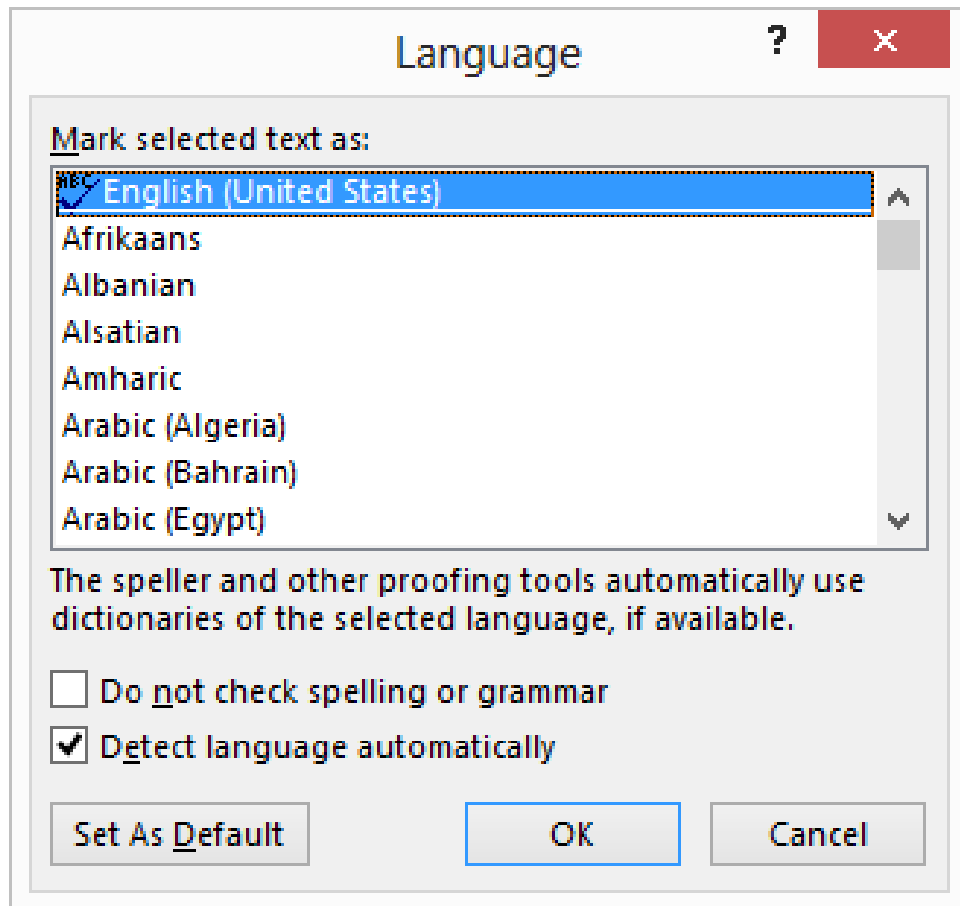 Language
?
Mark selected text as:
ABC English (United States)
Afrikaans
Albanian
Alsatian
Amharic
Arabic (Algeria)
Arabic (Bahrain)
Arabic (Egypt)
The speller and other proofing tools automatically use
dictionaries of the selected language, if available.
Do not check spelling or grammar
Detect language automatically
Set As Default OK Cancel